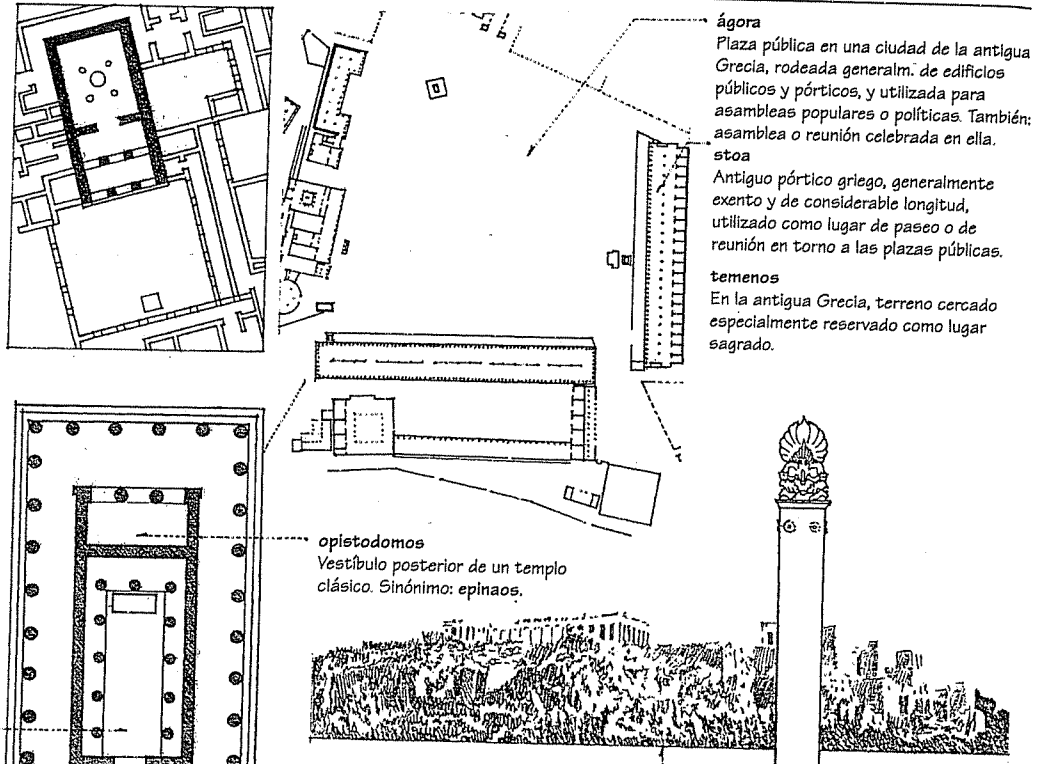 ágora
Plaza pública en una ciudad de la antigua
Grecia, rodeada generalm. de edificios
públicos y pórticos, y utilizada para
asambleas populares o políticas. También:
asamblea o reunión celebrada en ella.
stoa
Antiguo pórtico griego, generalmente
exento y de considerable longitud,
utilizado como lugar de paseo o de
reunión en torno a las plazas públicas.
temenos
En la antigua Grecia, terreno cercado
especialmente reservado como lugar
sagrado.
opistodomos
Vestíbulo posterior de un templo
clásico. Sinónimo: epinaos.